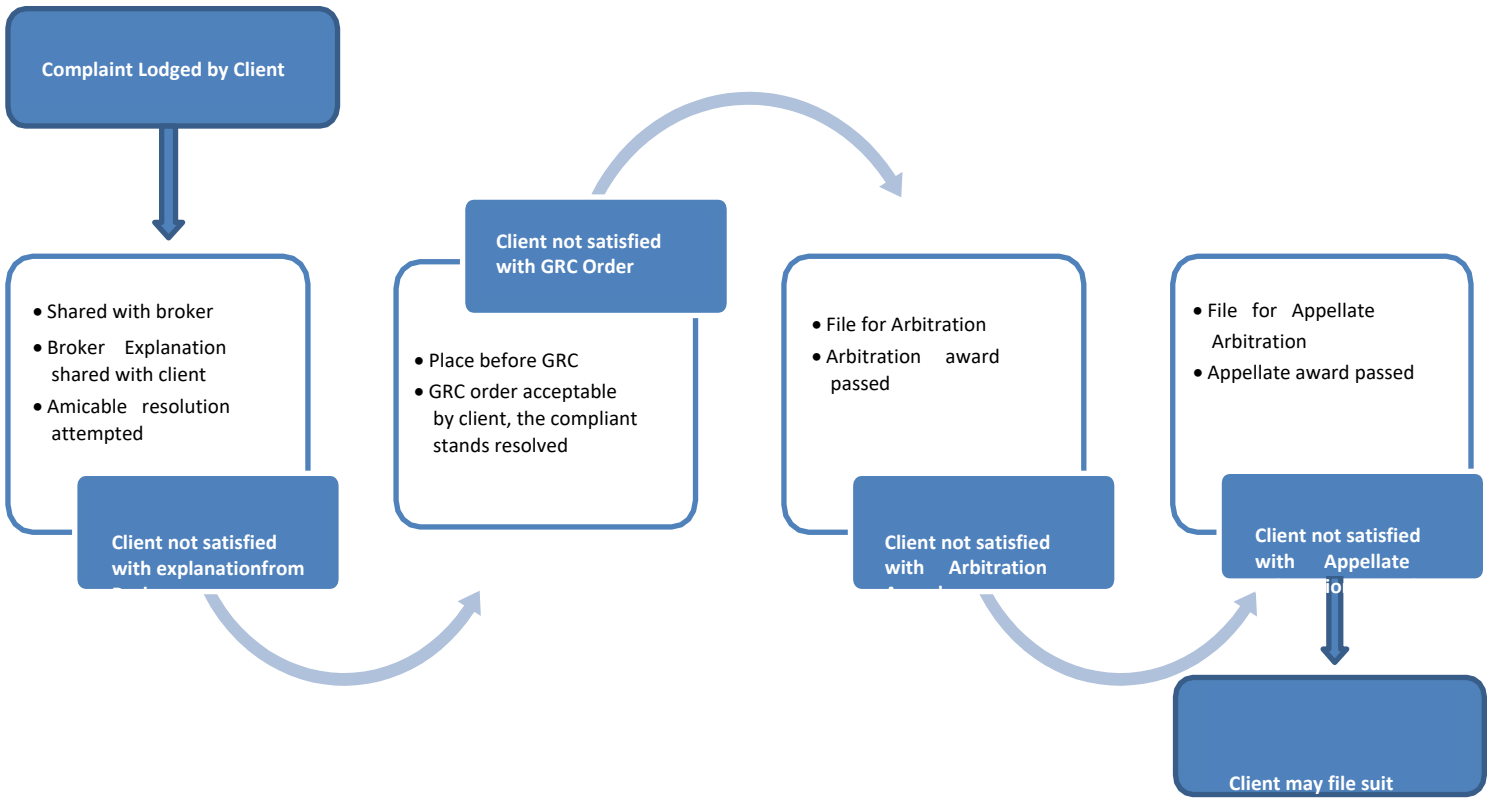 Complaint Lodged by Client
• Shared with broker
• Broker Explanation
shared with client
• Amicable resolution
attempted
Client not satisfied
with explanationfrom
Client not satisfied
with GRC Order
• Place before GRC
• GRC order acceptable
by client, the compliant
stands resolved
• File for Arbitration
• Arbitration award
passed
Client not satisfied
with Arbitration
• File for Appellate
Arbitration
• Appellate award passed
Client not satisfied
with Appellate
Client may file suit